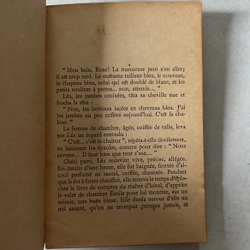 " Mon bain, Rose! La manucure peut s'en aller;
il est trop tard. Le costume tailleur bleu, le nouveau,
le chapeau bleu, celui qui est doublé de blanc, et les
petits souliers à pattes... non, attends... "
Léa, les jambes croisées, tâta sa cheville nue et
hocha la tête :
" Non, les bottines lacées en chevreau bleu. J'ai
les jambes un peu enflées aujourd'hui. C'est la cha-
leur. "
La femme de chambre, âgée, coiffée de tulle, leva
sur Léa un regard entendu :
" C'est... c'est la chaleur ", répéta-t-elle docilement,
en haussant les épaules, comme pour dire : " Nous
savons... Il faut bien que tout s'use... "
Chéri parti, Léa redevint vive, précise, allégée.
En moins d'une heure, elle fut baignée, frottée
d'alcool parfumé au santal, coiffée, chaussée. Pendant
que le fer à friser chauffait, elle trouva le temps d'éplucher
le livre de comptes du maître d'hôtel, d'appeler
le valet de chambre Émile pour lui montrer, sur un
miroir, une buée bleue. Elle darda autour d'elle un
œil assuré, qu'on ne trompait presque jamais, et